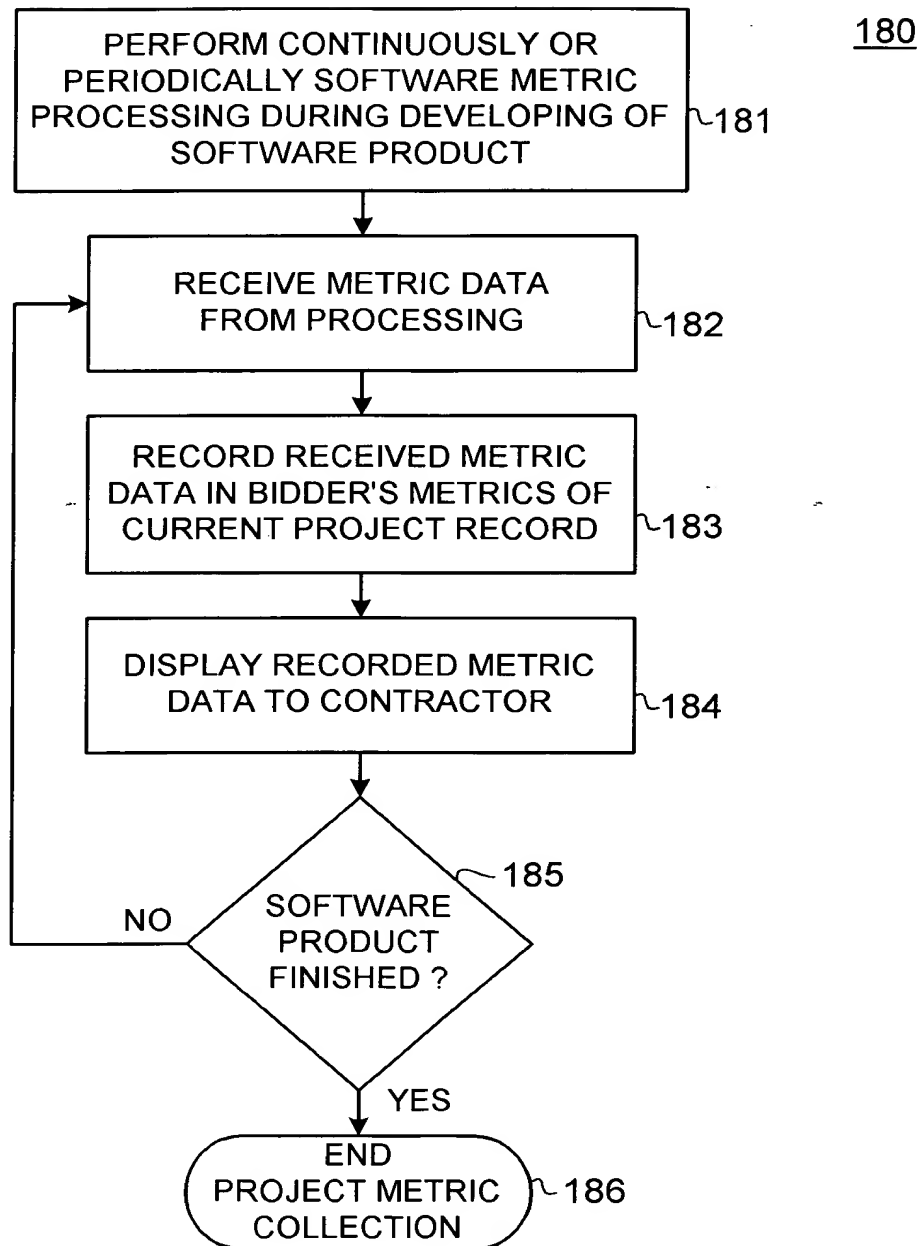 180
PERFORM CONTINUOUSLY OR
PERIODICALLY SOFTWARE METRIC
PROCESSING DURING DEVELOPING OF
SOFTWARE PRODUCT
181
RECEIVE METRIC DATA
FROM PROCESSING
182
RECORD RECEIVED METRIC
DATA IN BIDDER'S METRICS OF
CURRENT PROJECT RECORD
183
DISPLAY RECORDED METRIC
DATA TO CONTRACTOR
184
185
NO
SOFTWARE
PRODUCT
FINISHED ?
YES
END
PROJECT METRIC
COLLECTION
186